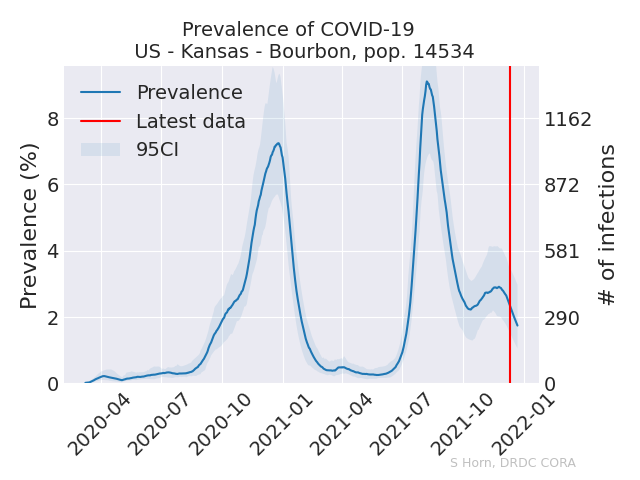 Prevalence of COVID-19
US - Kansas - Bourbon, pop. 14534
Prevalence
Latest data
95CI
Prevalence (%)
8
6
4
2
0
# of infections
1162
872
581
290
0
2020-04
2020-07
2020-10
2021-01
2021-04
2021-07
2021-10
2022-01
S Horn, DRDC CORA